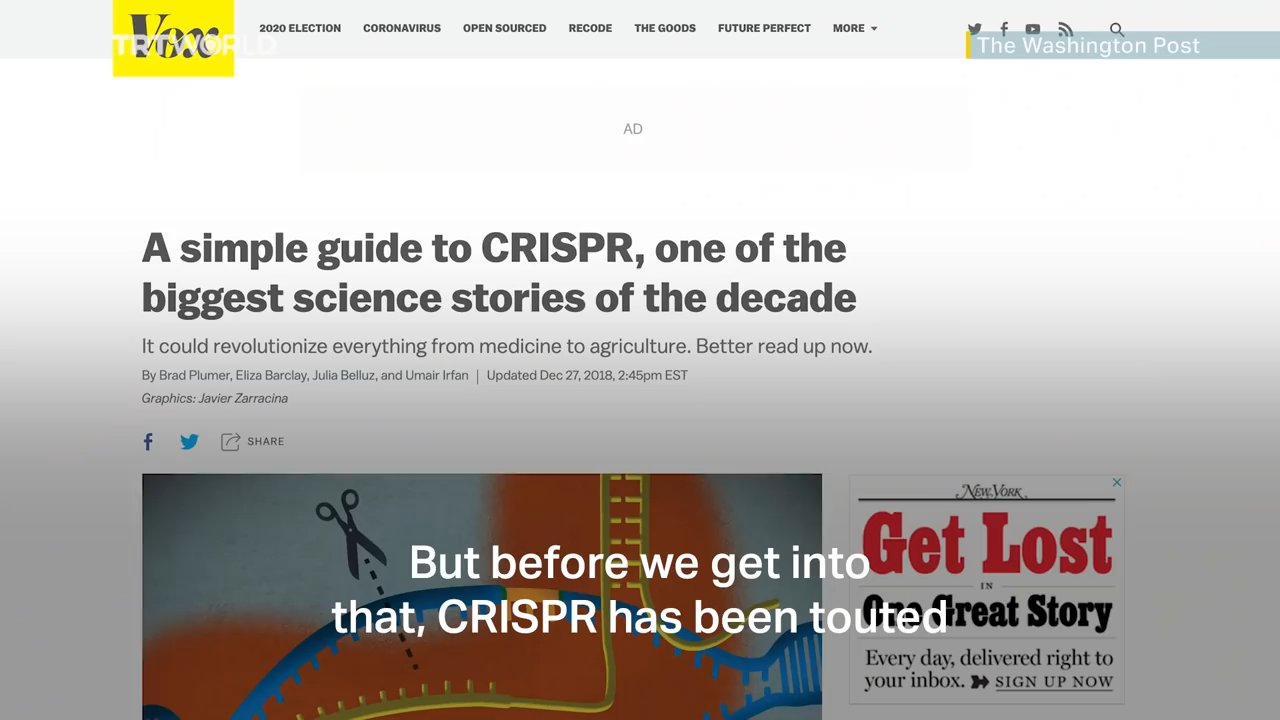 Vox
TRT WORLD
2020 ELECTION
CORONAVIRUS
OPEN SOURCED
RECODE
THE GOODS
FUTURE PERFECT
MORE
The Washington Post
AD
A simple guide to CRISPR, one of the
biggest science stories of the decade
It could revolutionize everything from medicine to agriculture. Better read up now.
By Brad Plumer, Eliza Barclay, Julia Belluz, and Umair Irfan | Updated Dec 27, 2018, 2:45pm EST
Graphics: Javier Zarracina
SHARE
NEW YORK
Get Lost
IN
One Great Story
Every day, delivered right to
your inbox. SIGN UP NOW
But before we get into
that, CRISPR has been touted